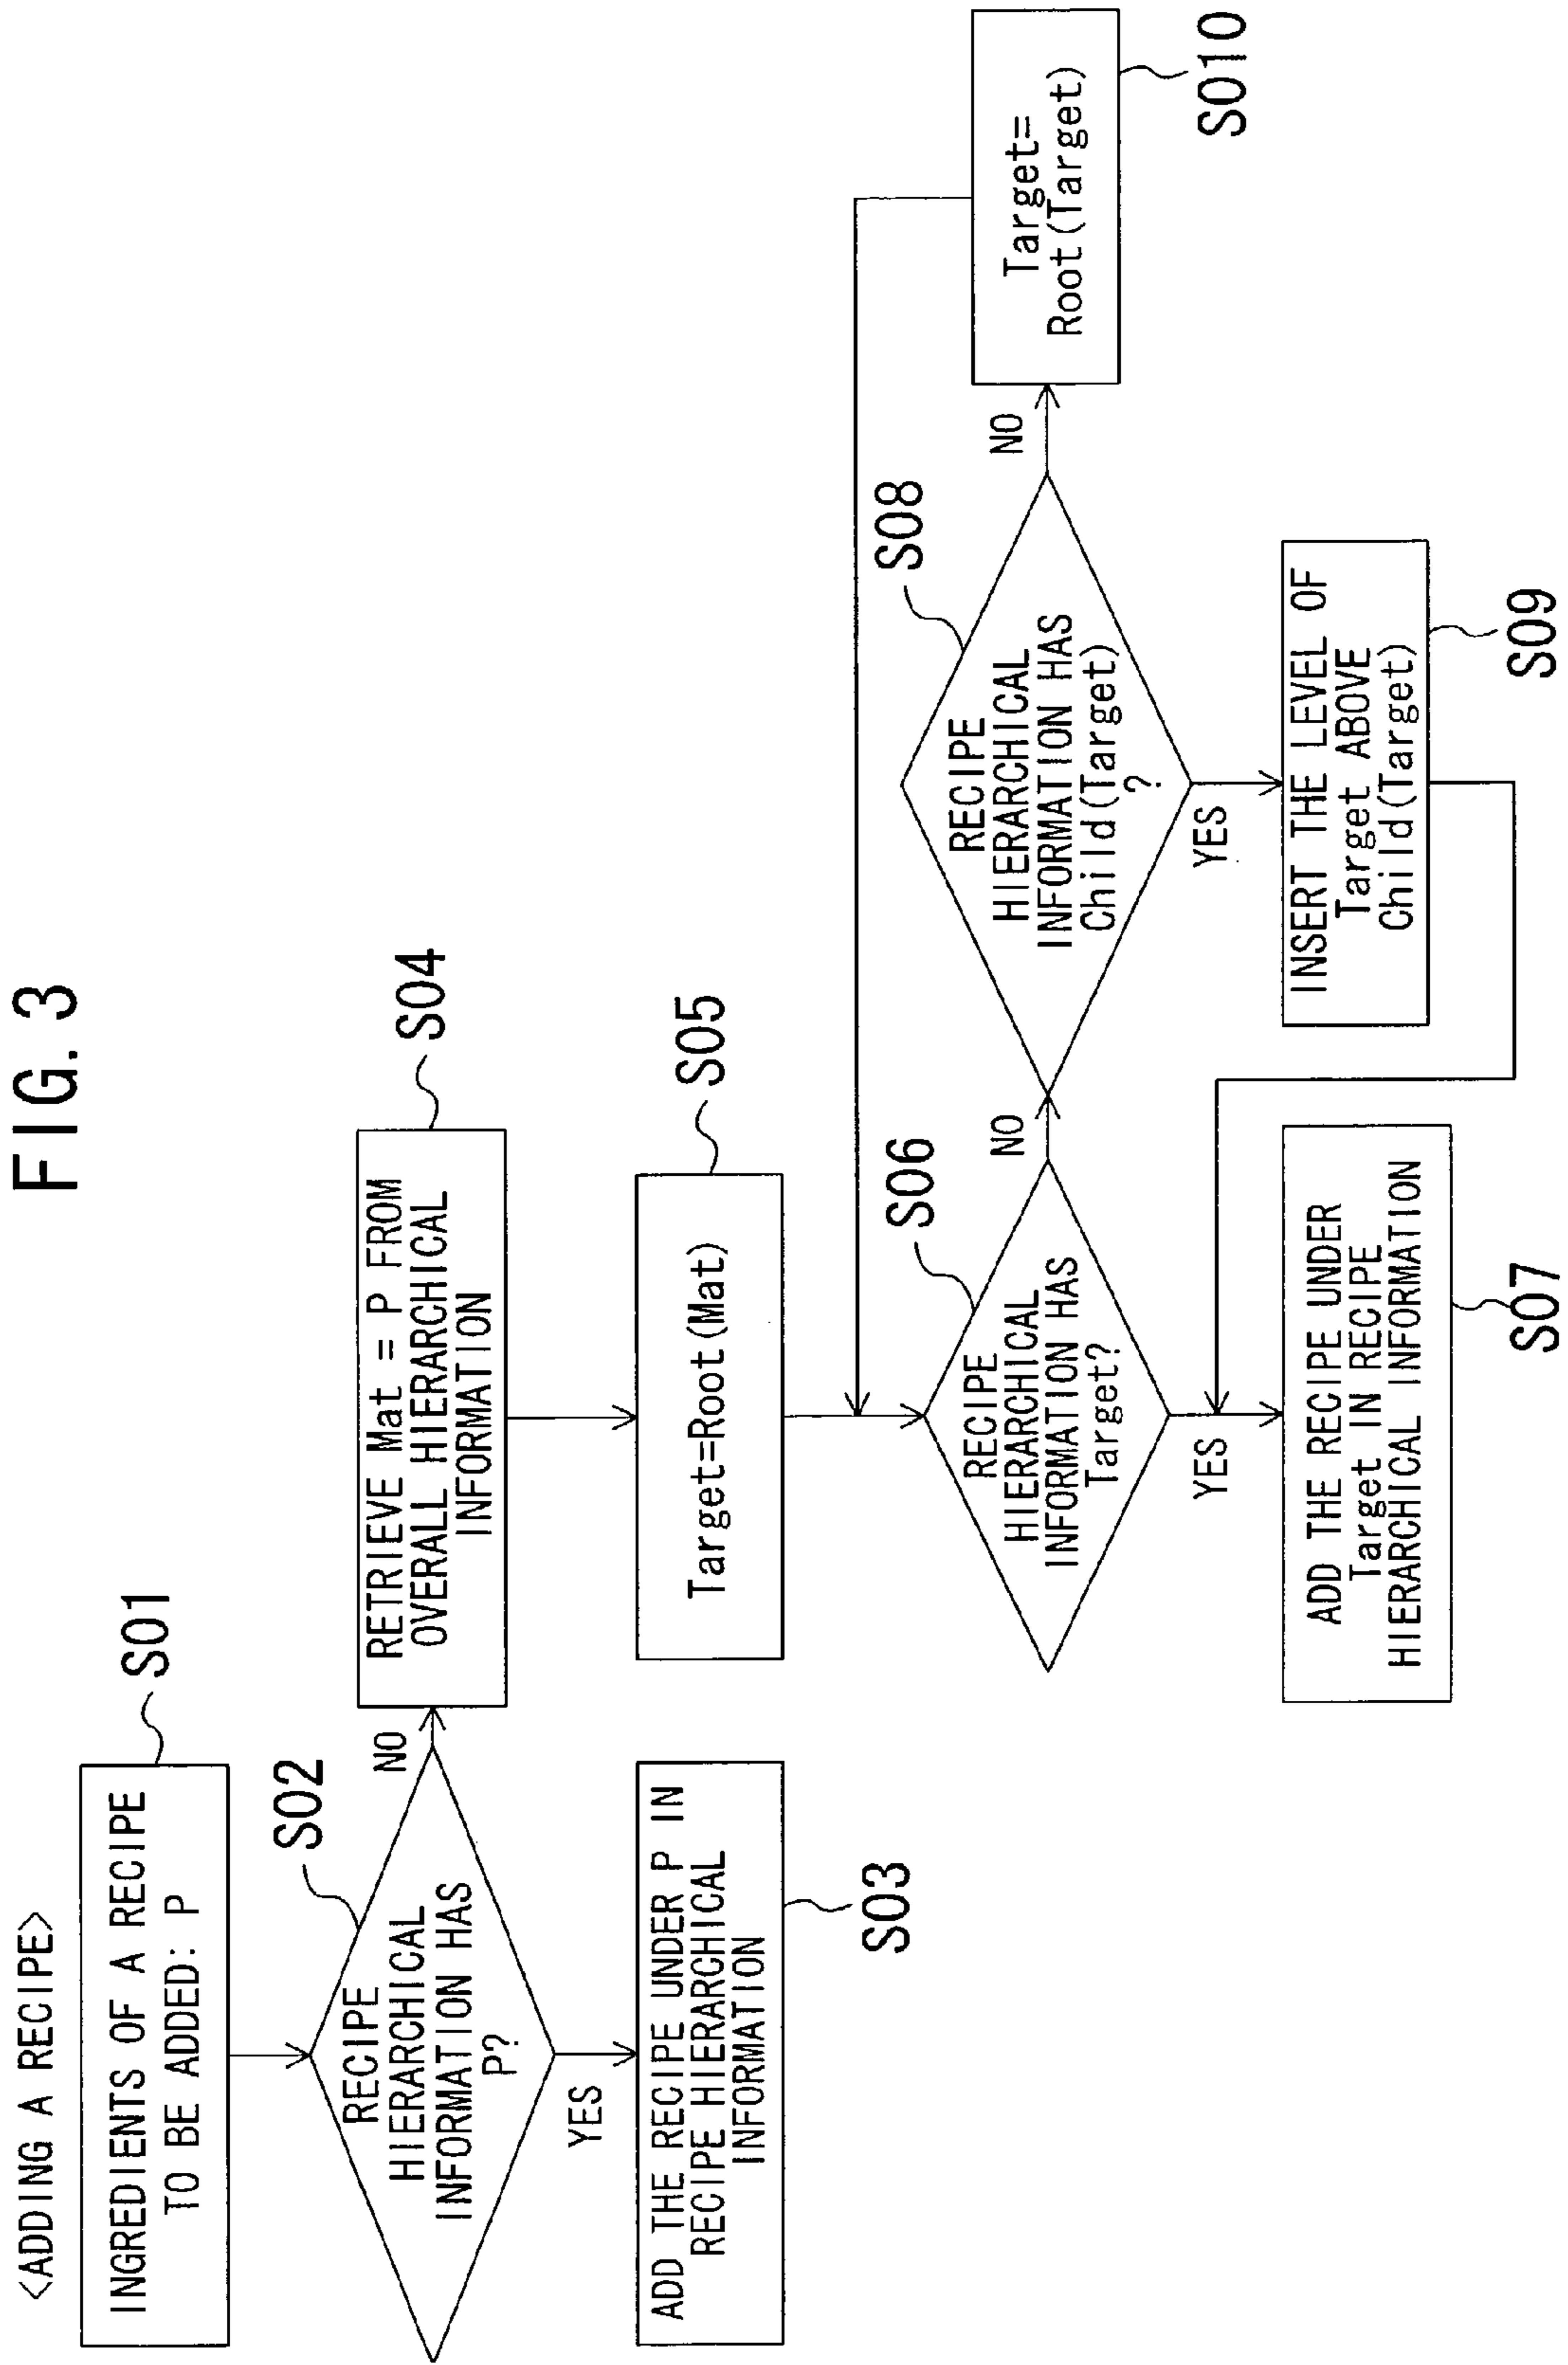 FIG. 3
<ADDING A RECIPE>
INGREDIENTS OF A RECIPE
TO BE ADDED: P
S01
RECIPE
HIERARCHICAL
INFORMATION HAS
P?
S02
YES
NO
ADD THE RECIPE UNDER P IN
RECIPE HIERARCHICAL
INFORMATION
S03
RETRIEVE Mat = P FROM
OVERALL HIERARCHICAL
INFORMATION
S04
Target=Root(Mat)
S05
RECIPE
HIERARCHICAL
INFORMATION HAS
Target?
S06
YES
NO
ADD THE RECIPE UNDER
Target IN RECIPE
HIERARCHICAL INFORMATION
S07
RECIPE
HIERARCHICAL
INFORMATION HAS
Child(Target)
?
S08
YES
NO
INSERT THE LEVEL OF
Target ABOVE
Child(Target)
S09
Target=
Root(Target)
S010